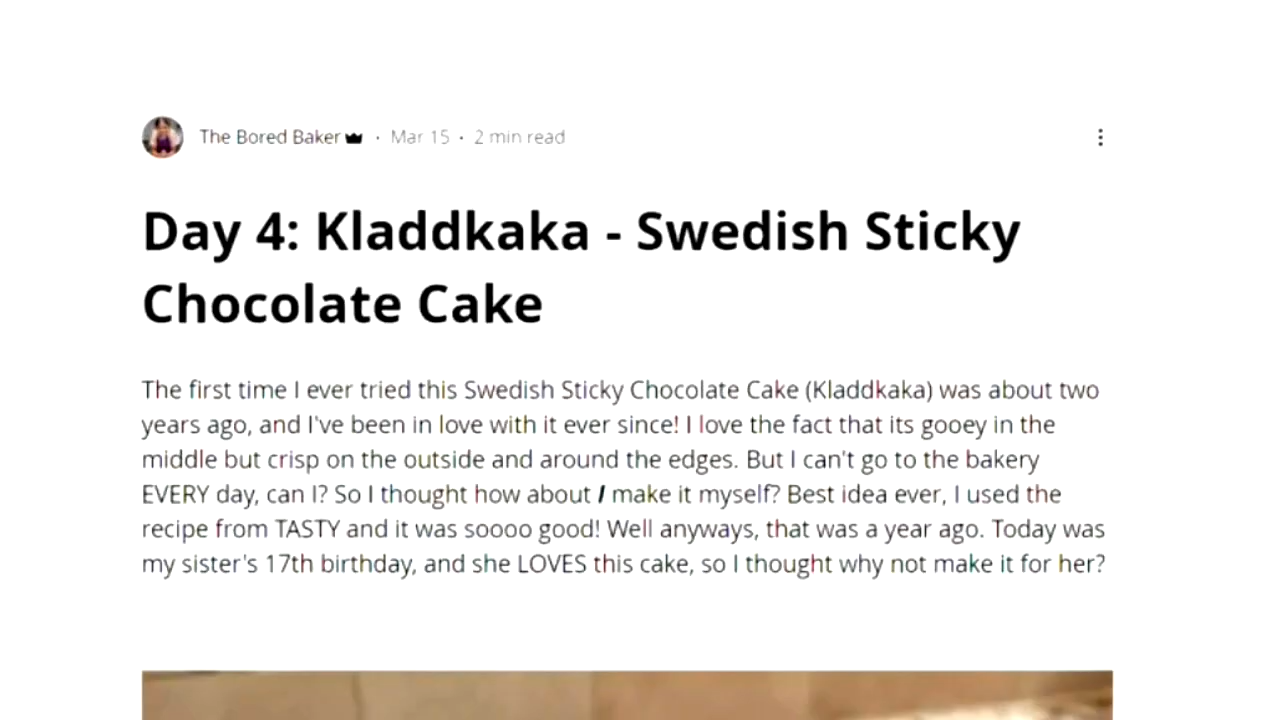 The Bored Baker · Mar 15 · 2 min read
Day 4: Kladdkaka - Swedish Sticky
Chocolate Cake
The first time I ever tried this Swedish Sticky Chocolate Cake (Kladdkaka) was about two
years ago, and I've been in love with it ever since! I love the fact that its gooey in the
middle but crisp on the outside and around the edges. But I can't go to the bakery
EVERY day, can I? So I thought how about I make it myself? Best idea ever, I used the
recipe from TASTY and it was soooo good! Well anyways, that was a year ago. Today was
my sister's 17th birthday, and she LOVES this cake, so I thought why not make it for her?